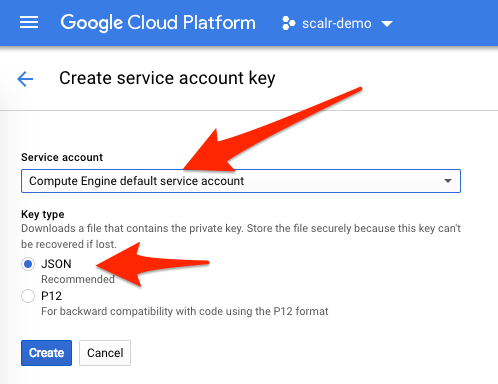 Google Cloud Platform scalr-demo
Create service account key
Service account
Compute Engine default service account
Key type
Downloads a file that contains the private key. Store the file securely because this key can't
be recovered if lost.
JSON
Recommended
P12
For backward compatibility with code using the P12 format
Create Cancel